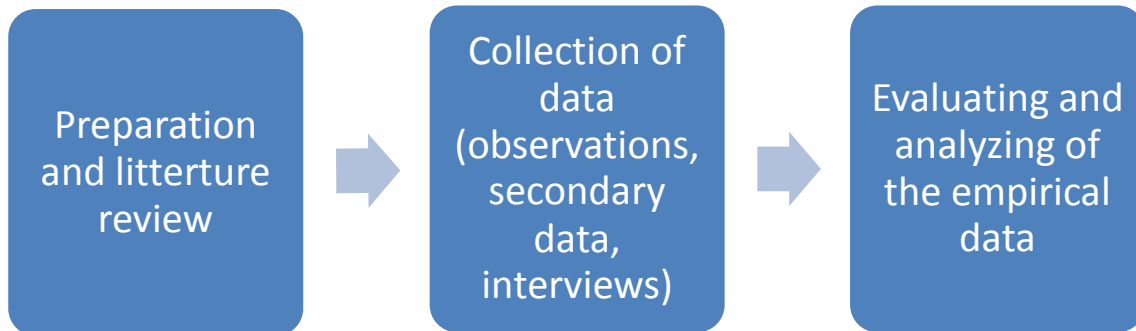 Preparation
and litterture
review
Collection of
data
(observations,
secondary
data,
interviews)
Evaluating and
analyzing of
the empirical
data